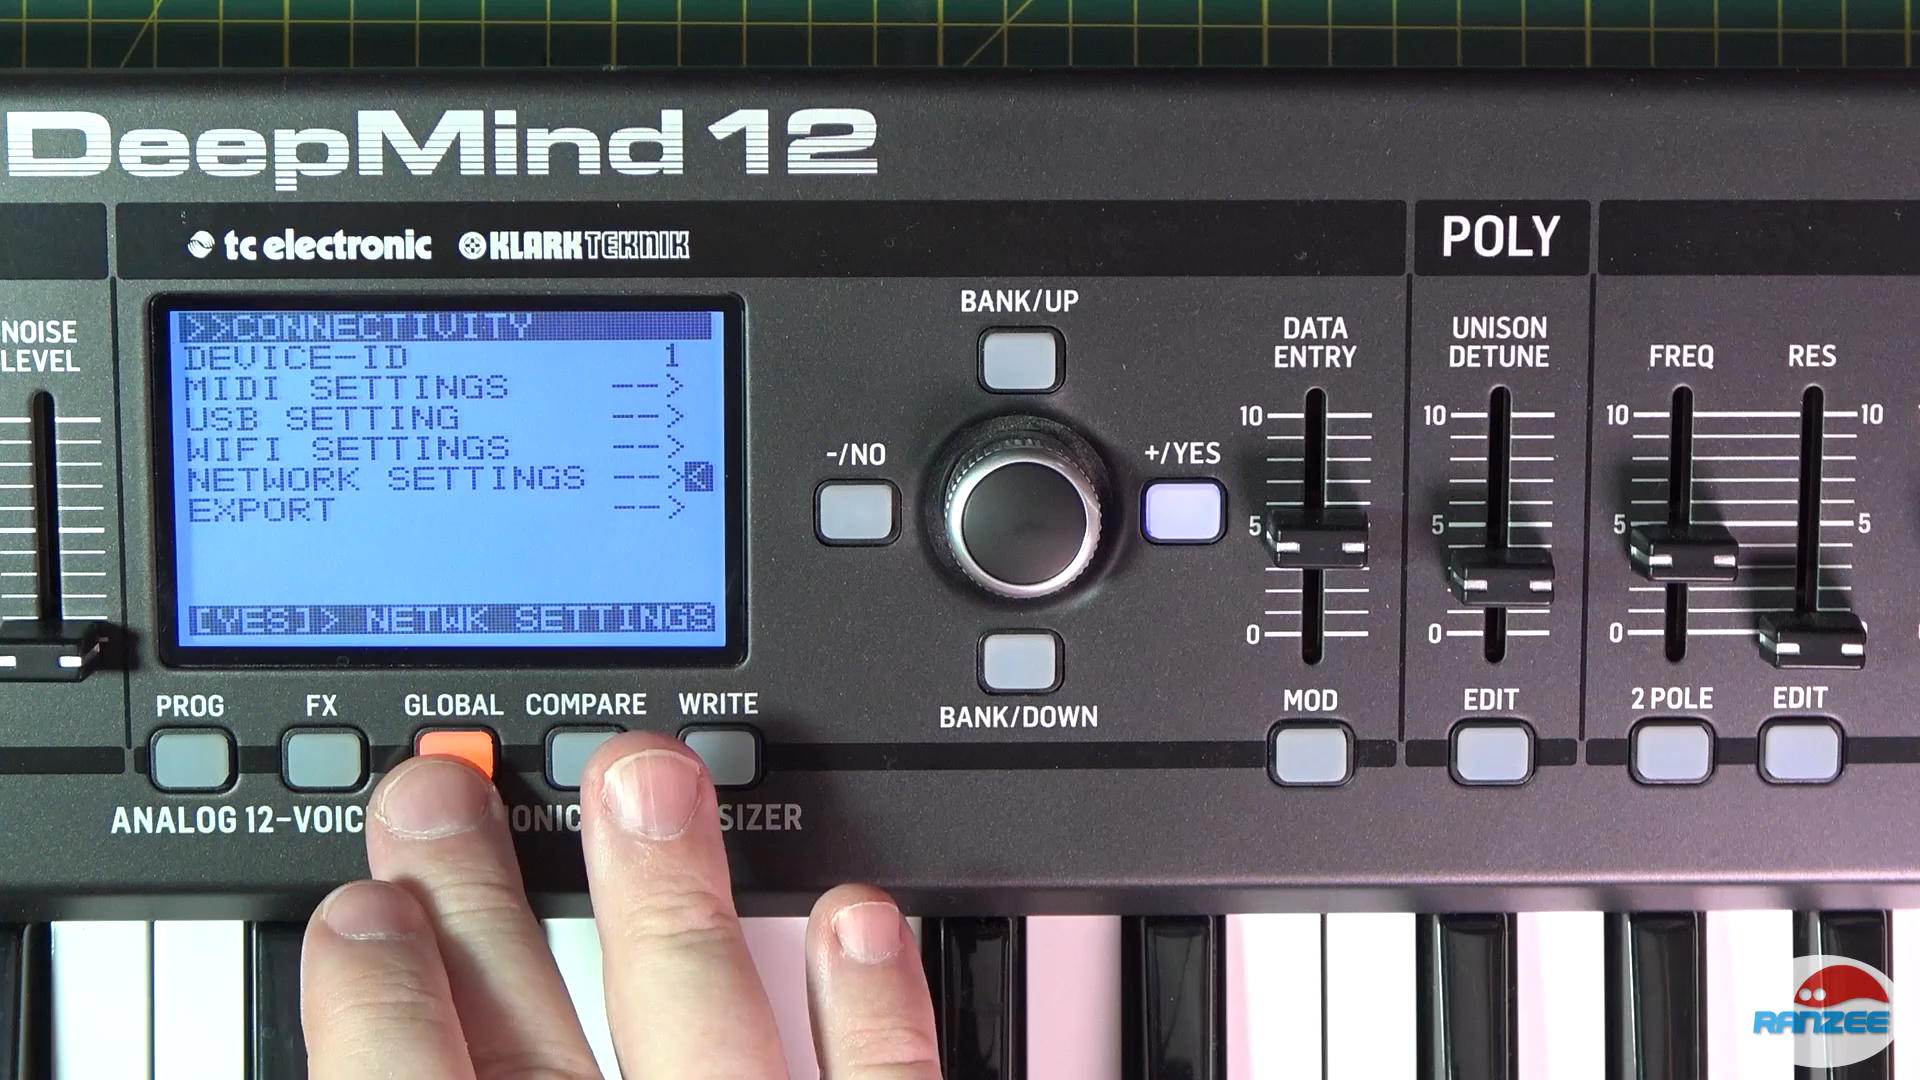 DeepMind 12
tc electronic KLARK TEKNIK
POLY
NOISE
LEVEL
>>CONNECTIVITY
DEVICE-ID 1
MIDI SETTINGS -->
USB SETTING -->
WIFI SETTINGS -->
NETWORK SETTINGS --><
EXPORT -->
[YES]> NETWK SETTINGS
BANK/UP
-/NO
+/YES
BANK/DOWN
DATA
ENTRY
10
5
0
MOD
UNISON
DETUNE
10
5
0
EDIT
FREQ RES
10 10
5 5
0
2 POLE EDIT
PROG FX GLOBAL COMPARE WRITE
ANALOG 12-VOIC ONIC SIZER
RANZEE